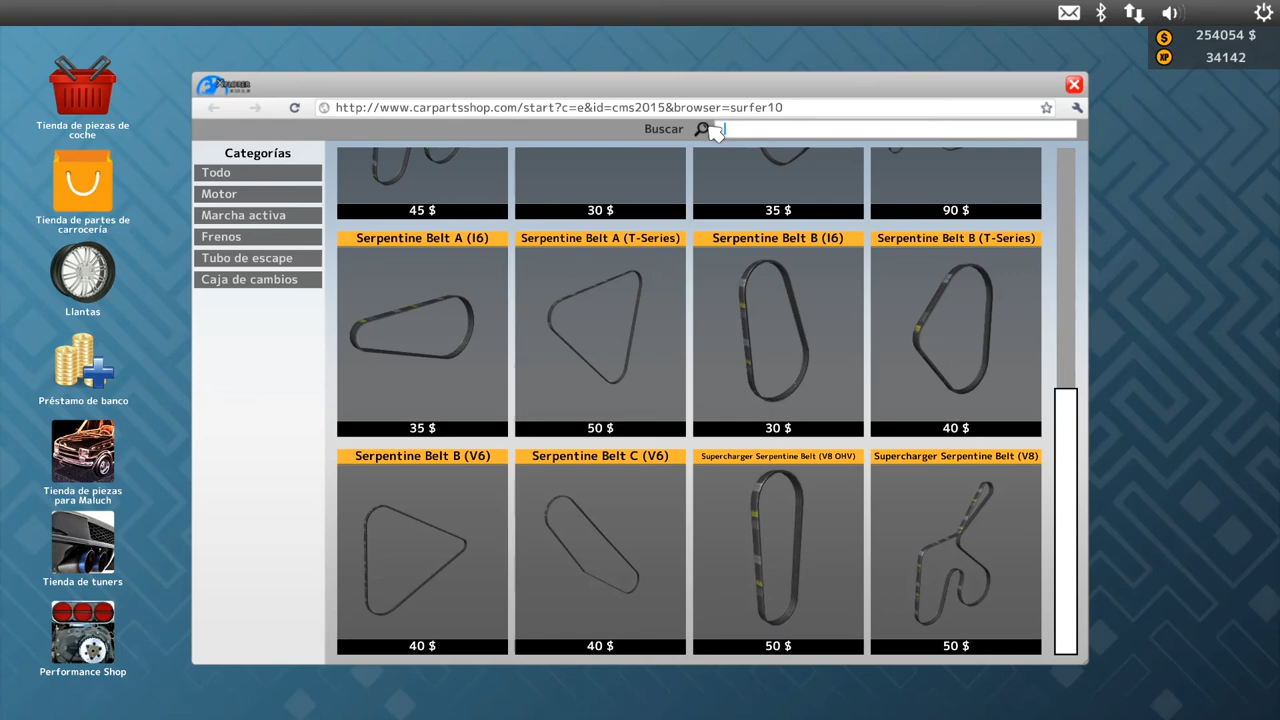 254054 $
34142
Tienda de piezas de
coche
Tienda de partes de
carrocería
Llantas
Préstamo de banco
Tienda de piezas
para Maluch
Tienda de tuners
Performance Shop
http://www.carpartsshop.com/start?c=e&id=cms2015&browser=surfer10
Buscar
Categorías
Todo
Motor
Marcha activa
Frenos
Tubo de escape
Caja de cambios
45 $ 30 $ 35 $ 90 $
Serpentine Belt A (I6) Serpentine Belt A (T-Series) Serpentine Belt B (I6) Serpentine Belt B (T-Series)
35 $ 50 $ 30 $ 40 $
Serpentine Belt B (V6) Serpentine Belt C (V6) Supercharger Serpentine Belt (V8 OHV) Supercharger Serpentine Belt (V8)
40 $ 40 $ 50 $ 50 $